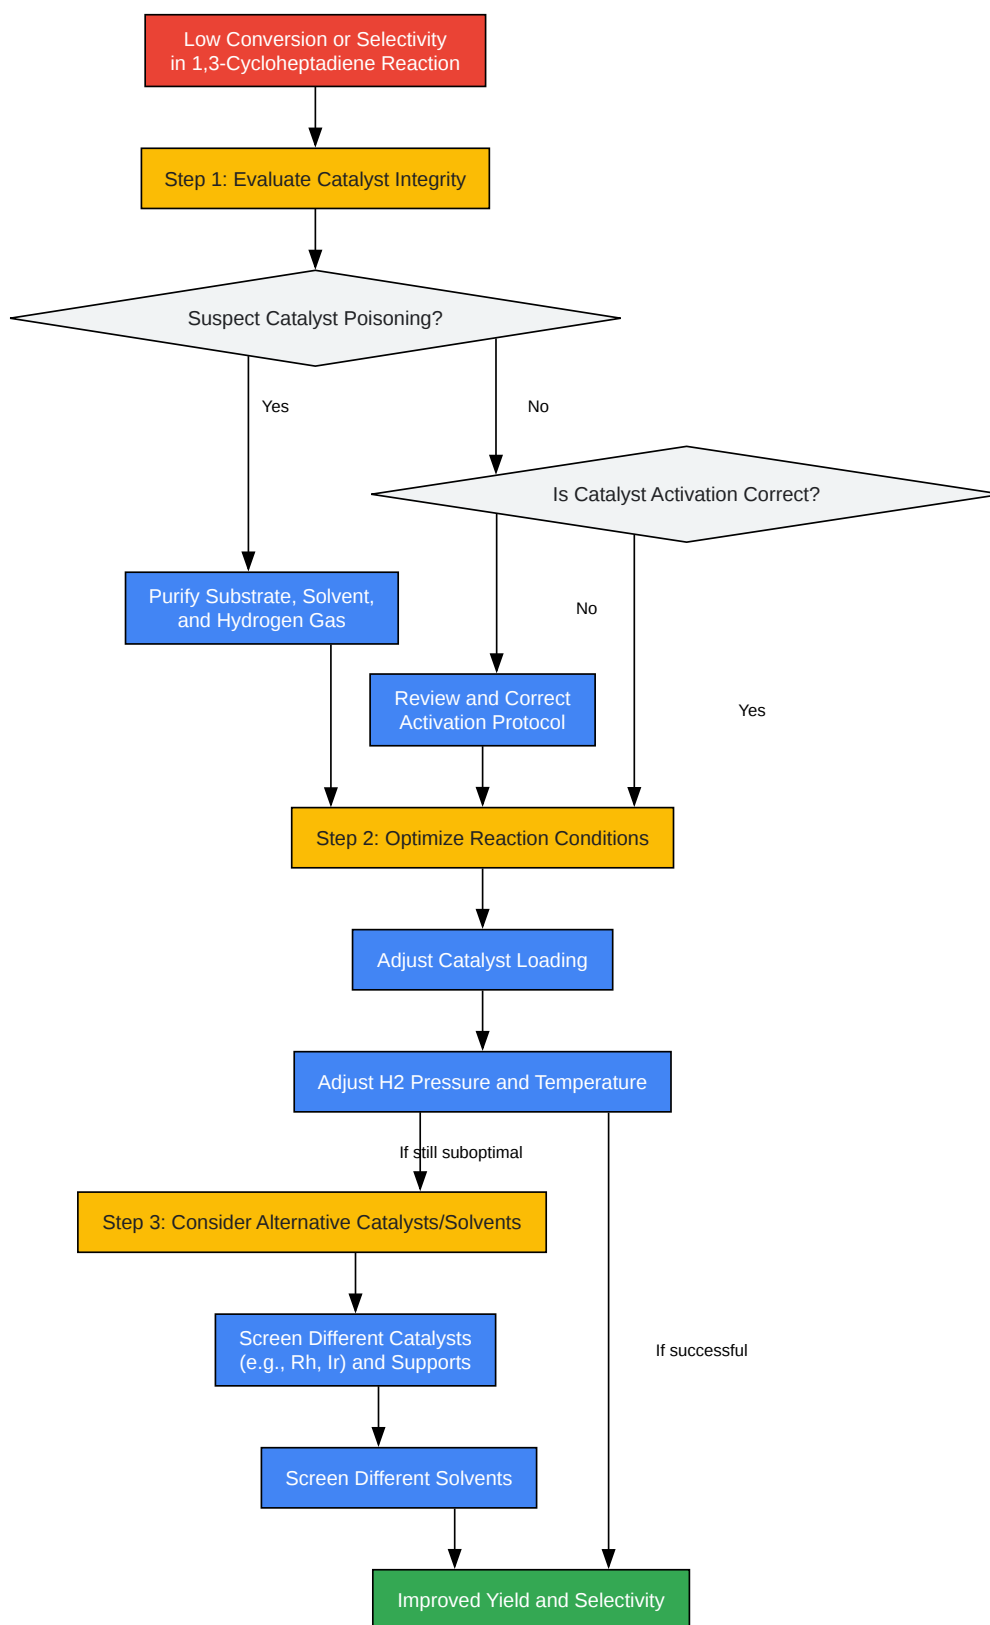 Low Conversion or Selectivity
in 1,3-Cycloheptadiene Reaction
Step 1: Evaluate Catalyst Integrity
Suspect Catalyst Poisoning?
Yes
No
Is Catalyst Activation Correct?
Purify Substrate, Solvent,
and Hydrogen Gas
No
Review and Correct
Activation Protocol
Yes
Step 2: Optimize Reaction Conditions
Adjust Catalyst Loading
Adjust H2 Pressure and Temperature
If still suboptimal
Step 3: Consider Alternative Catalysts/Solvents
Screen Different Catalysts
(e.g., Rh, Ir) and Supports
If successful
Screen Different Solvents
Improved Yield and Selectivity